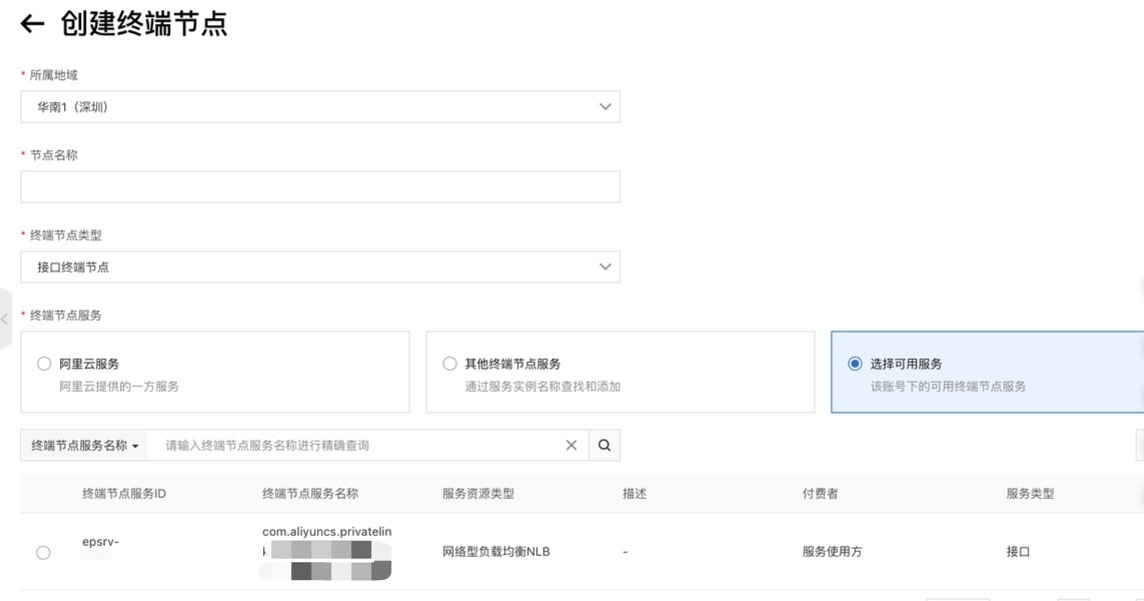 创建终端节点
* 所属地域
华南1（深圳）
* 节点名称
* 终端节点类型
接口终端节点
* 终端节点服务
阿里云服务
阿里云提供的一方服务
其他终端节点服务
通过服务实例名称查找和添加
选择可用服务
该账号下的可用终端节点服务
终端节点服务名称 请输入终端节点服务名称进行精确查询
终端节点服务ID 终端节点服务名称 服务资源类型 描述 付费者 服务类型
epsrv- com.aliyuncs.privatelin 网络型负载均衡NLB - 服务使用方 接口